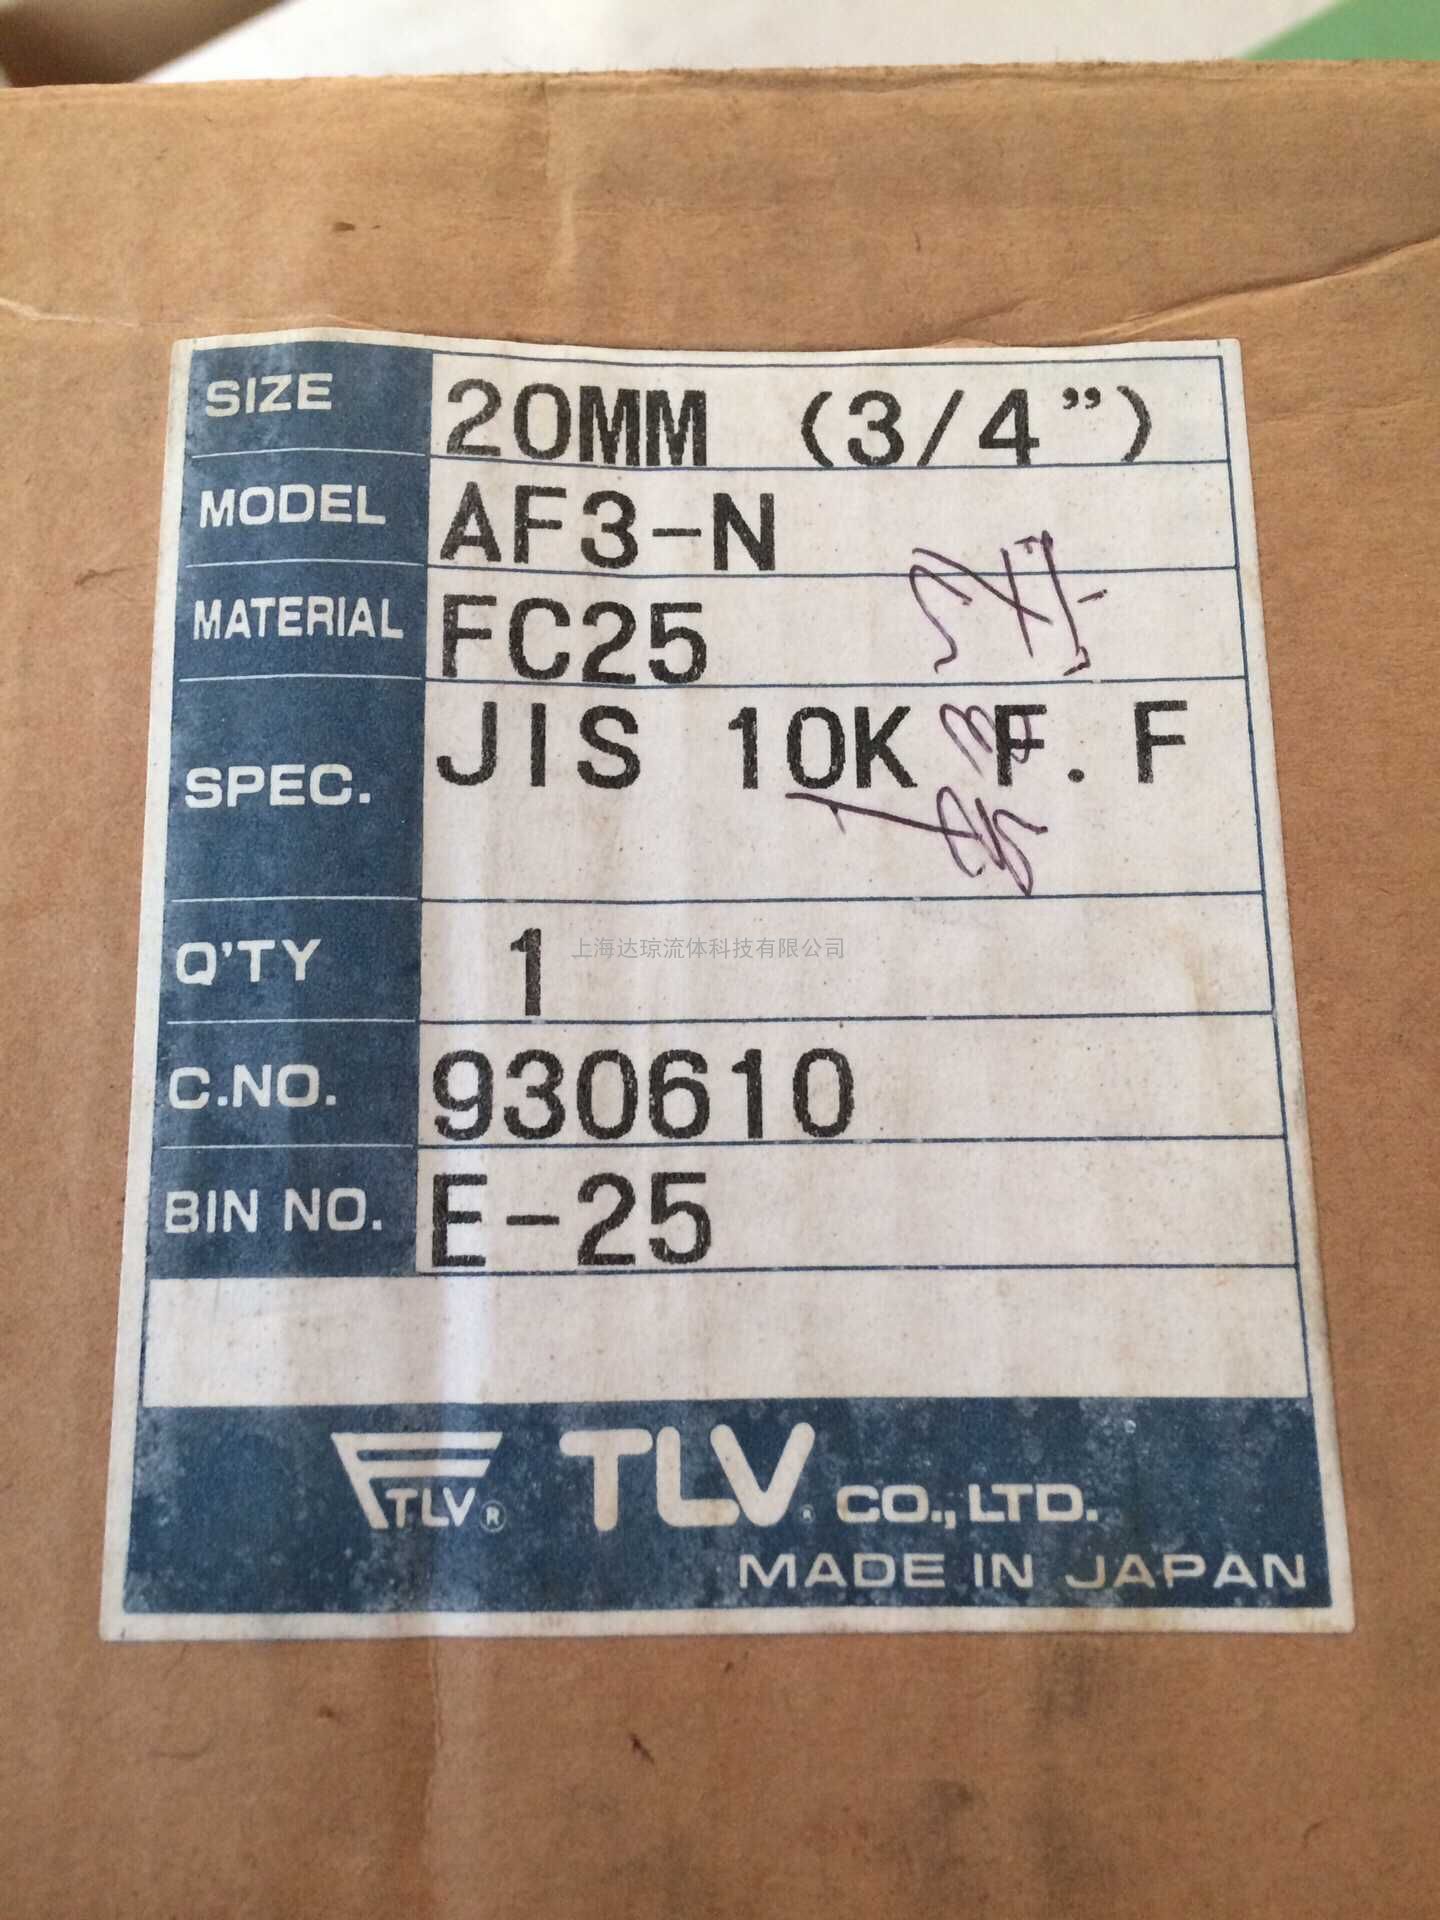 SIZE 20MM (3/4”)
MODEL AF3-N
MATERIAL FC25
SPEC. JIS 10K F.F
Q'TY 1
上海达琼流体科技有限公司
C.NO. 930610
BIN NO. E-25
TLV® TLV® CO., LTD.
MADE IN JAPAN